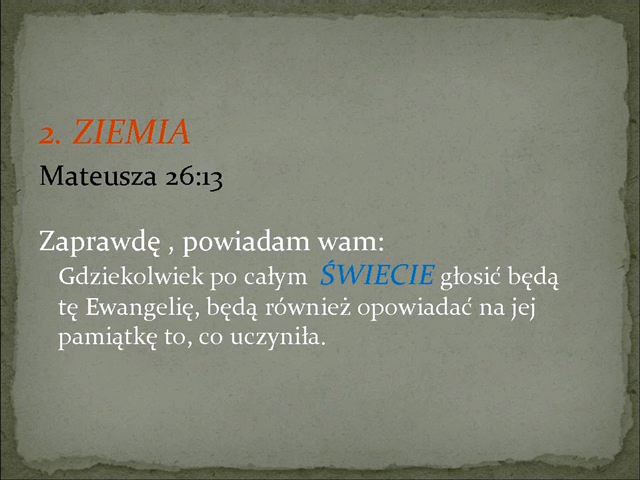 2. ZIEMIA
Mateusza 26:13
Zaprawdę , powiadam wam:
Gdziekolwiek po całym ŚWIECIE głosić będą
tę Ewangelię, będą również opowiadać na jej
pamiątkę to, co uczyniła.